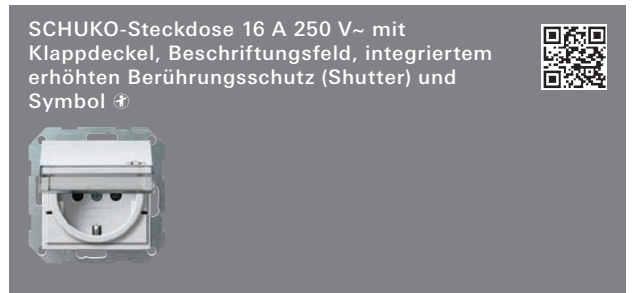 SCHUKO-Steckdose 16 A 250 V~ mit
Klappdeckel, Beschriftungsfeld, integriertem
erhöhten Berührungsschutz (Shutter) und
Symbol